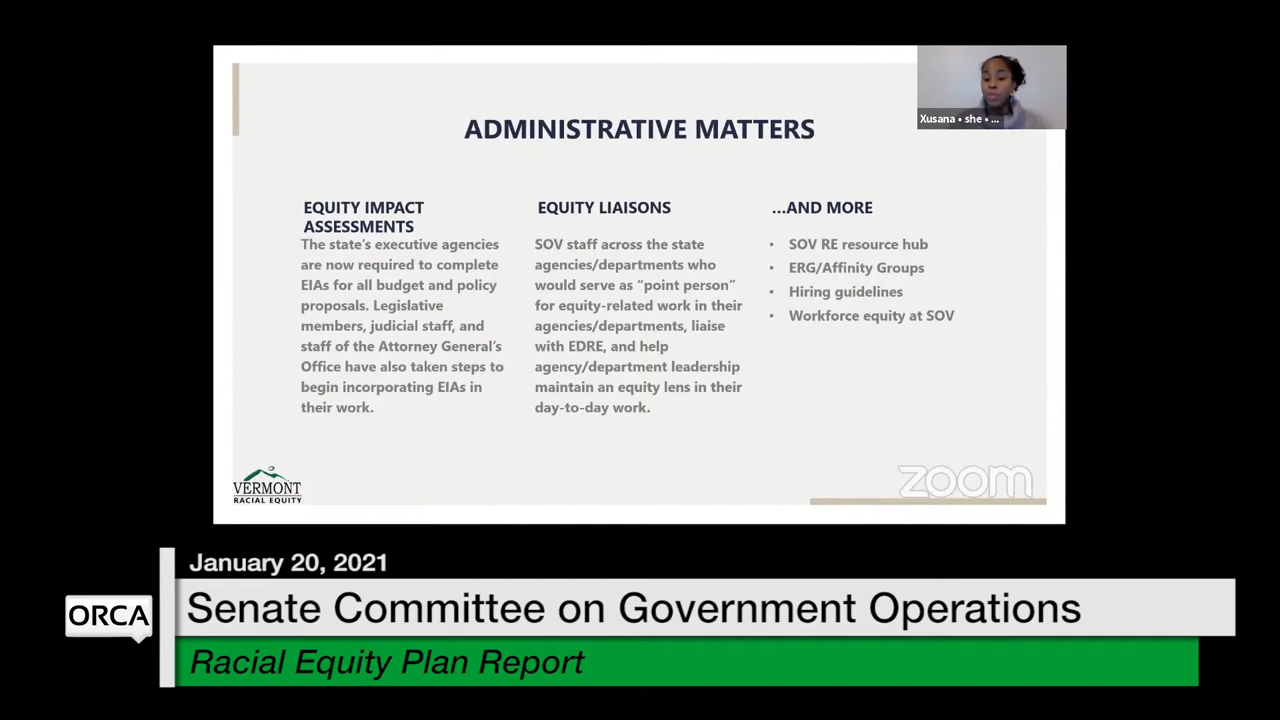 ADMINISTRATIVE MATTERS
Xusana • she • ...
EQUITY IMPACT
ASSESSMENTS
The state's executive agencies
are now required to complete
EIAs for all budget and policy
proposals. Legislative
members, judicial staff, and
staff of the Attorney General's
Office have also taken steps to
begin incorporating EIAs in
their work.
EQUITY LIAISONS
SOV staff across the state
agencies/departments who
would serve as “point person”
for equity-related work in their
agencies/departments, liaise
with EDRE, and help
agency/department leadership
maintain an equity lens in their
day-to-day work.
...AND MORE
• SOV RE resource hub
• ERG/Affinity Groups
• Hiring guidelines
• Workforce equity at SOV
VERMONT
RACIAL EQUITY
zoom
January 20, 2021
ORCA
Senate Committee on Government Operations
Racial Equity Plan Report